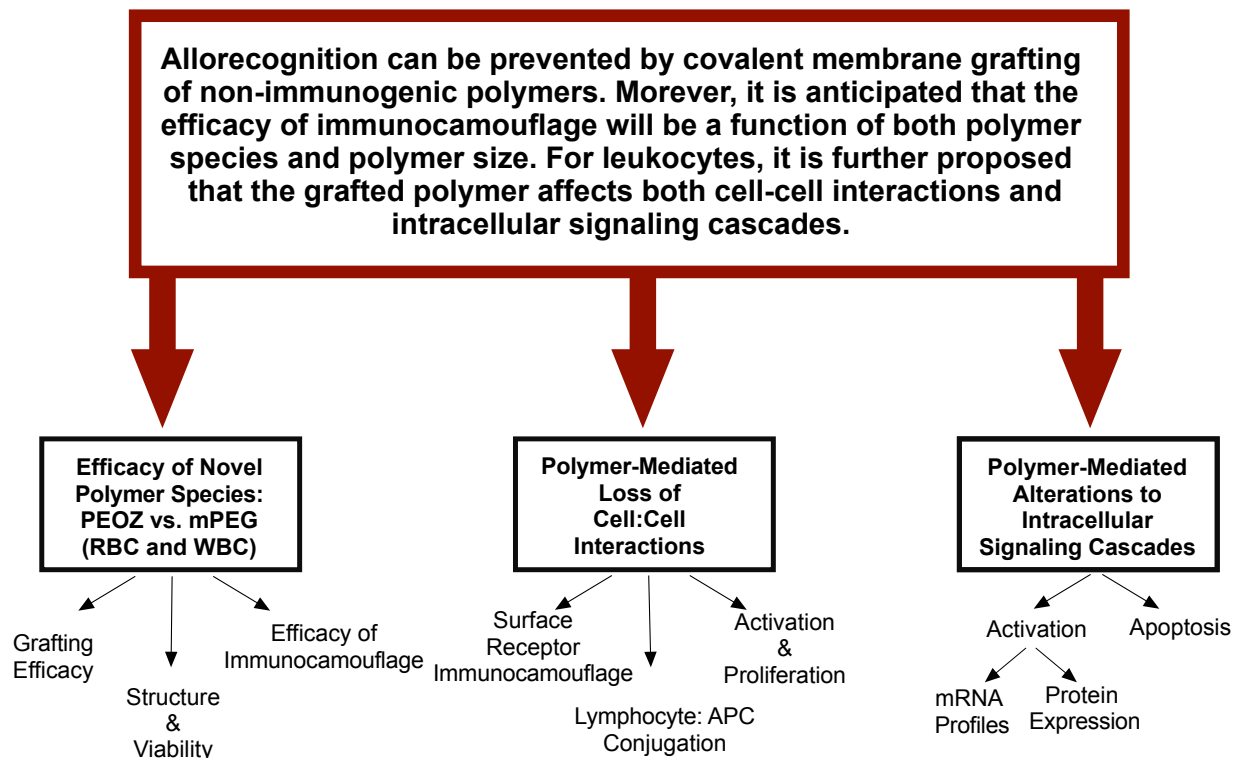 Allorecognition can be prevented by covalent membrane grafting
of non-immunogenic polymers. Morever, it is anticipated that the
efficacy of immunocamouflage will be a function of both polymer
species and polymer size. For leukocytes, it is further proposed
that the grafted polymer affects both cell-cell interactions and
intracellular signaling cascades.
Efficacy of Novel
Polymer Species:
PEOZ vs. mPEG
(RBC and WBC)
Grafting
Efficacy
Structure
&
Viability
Efficacy of
Immunocamouflage
Polymer-Mediated
Loss of
Cell:Cell
Interactions
Surface
Receptor
Immunocamouflage
Lymphocyte: APC
Conjugation
Activation
&
Proliferation
Polymer-Mediated
Alterations to
Intracellular
Signaling Cascades
Activation
mRNA
Profiles
Protein
Expression
Apoptosis